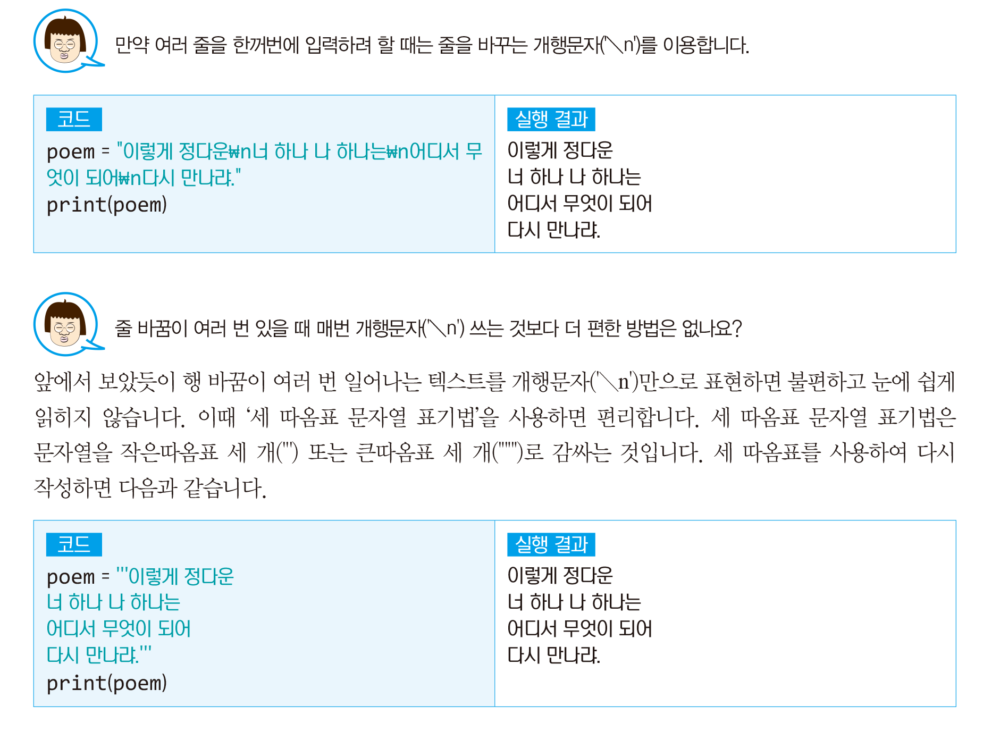 만약 여러 줄을 한꺼번에 입력하려 할 때는 줄을 바꾸는 개행문자('＼n')를 이용합니다.
코드
poem = "이렇게 정다운₩n너 하나 나 하나는₩n어디서 무
엇이 되어₩n다시 만나랴."
print(poem)
실행 결과
이렇게 정다운
너 하나 나 하나는
어디서 무엇이 되어
다시 만나랴.
줄 바꿈이 여러 번 있을 때 매번 개행문자('＼n') 쓰는 것보다 더 편한 방법은 없나요?
앞에서 보았듯이 행 바꿈이 여러 번 일어나는 텍스트를 개행문자('＼n')만으로 표현하면 불편하고 눈에 쉽게
읽히지 않습니다. 이때 ‘세 따옴표 문자열 표기법’을 사용하면 편리합니다. 세 따옴표 문자열 표기법은
문자열을 작은따옴표 세 개(''') 또는 큰따옴표 세 개(""")로 감싸는 것입니다. 세 따옴표를 사용하여 다시
작성하면 다음과 같습니다.
코드
poem = '''이렇게 정다운
너 하나 나 하나는
어디서 무엇이 되어
다시 만나랴.'''
print(poem)
실행 결과
이렇게 정다운
너 하나 나 하나는
어디서 무엇이 되어
다시 만나랴.